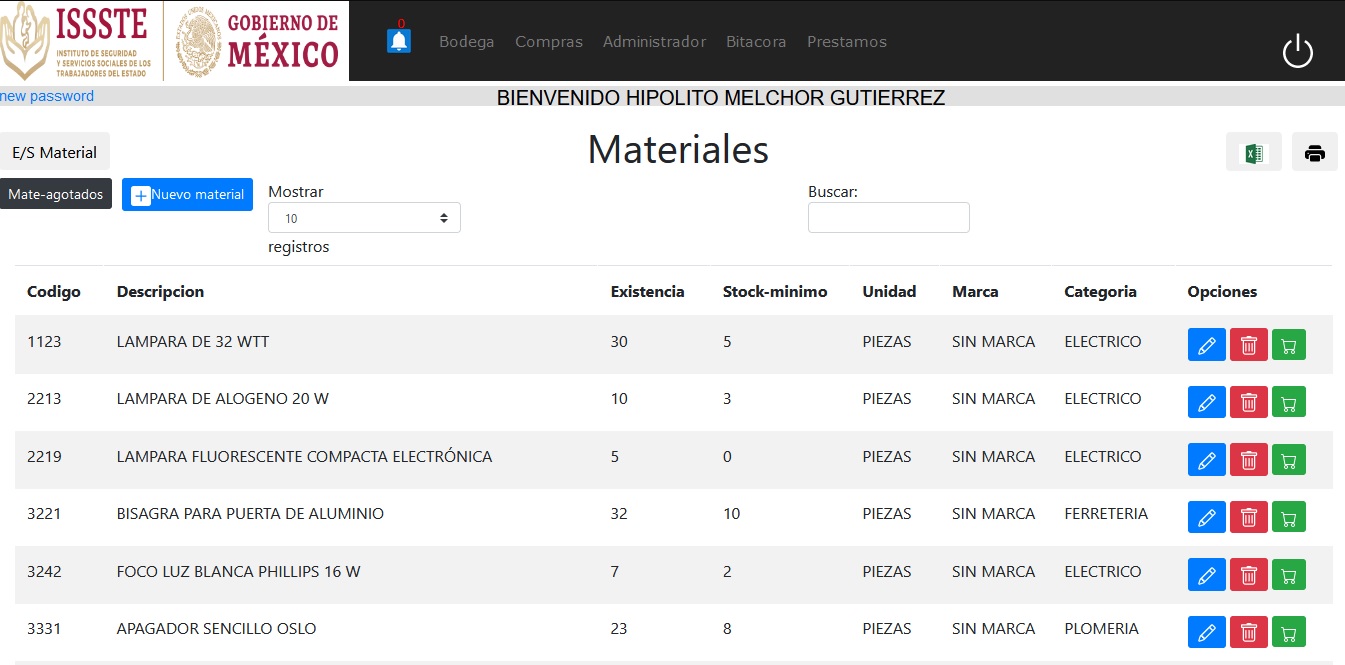 ISSSTE
INSTITUTO DE SEGURIDAD
Y SERVICIOS SOCIALES DE LOS
TRABAJADORES DEL ESTADO
GOBIERNO DE
MÉXICO
0
Bodega Compras Administrador Bitacora Prestamos
new password
BIENVENIDO HIPOLITO MELCHOR GUTIERREZ
E/S Material
Materiales
Mate-agotados
Nuevo material
Mostrar
10
registros
Buscar:
Codigo Descripcion Existencia Stock-minimo Unidad Marca Categoria Opciones
1123 LAMPARA DE 32 WTT 30 5 PIEZAS SIN MARCA ELECTRICO
2213 LAMPARA DE ALOGENO 20 W 10 3 PIEZAS SIN MARCA ELECTRICO
2219 LAMPARA FLUORESCENTE COMPACTA ELECTRÓNICA 5 0 PIEZAS SIN MARCA ELECTRICO
3221 BISAGRA PARA PUERTA DE ALUMINIO 32 10 PIEZAS SIN MARCA FERRETERIA
3242 FOCO LUZ BLANCA PHILLIPS 16 W 7 2 PIEZAS SIN MARCA ELECTRICO
3331 APAGADOR SENCILLO OSLO 23 8 PIEZAS SIN MARCA PLOMERIA